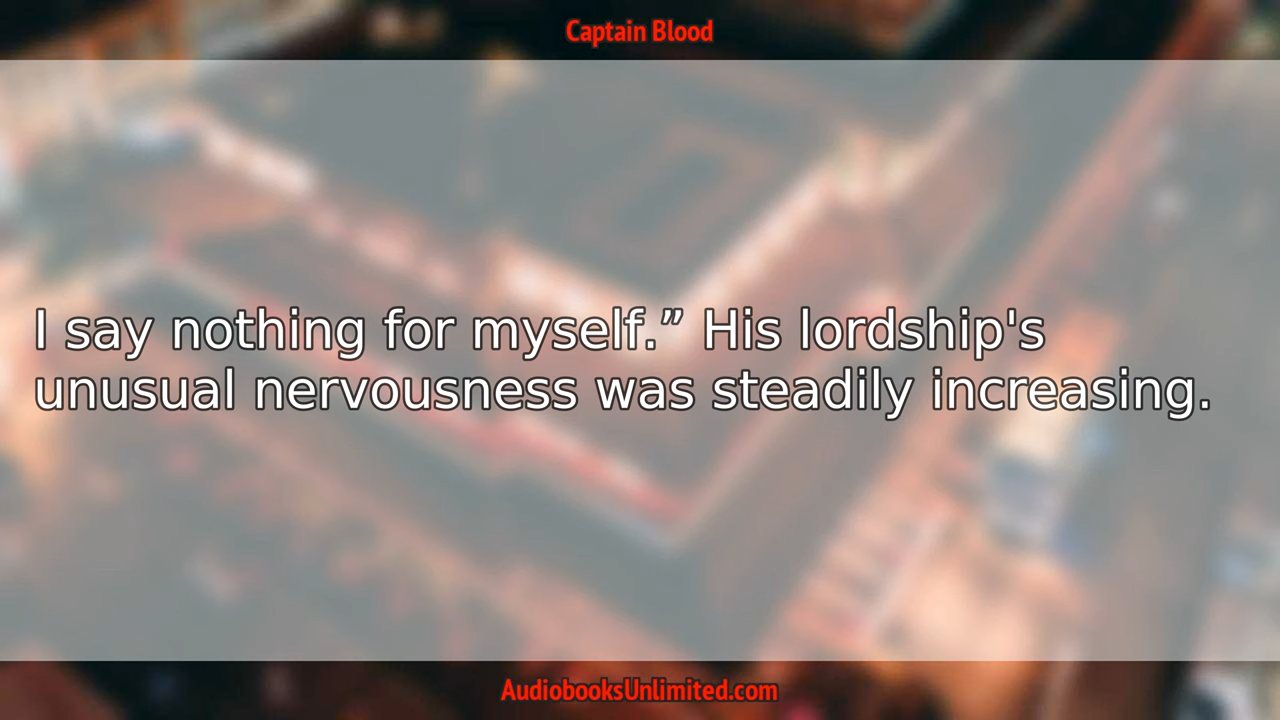 Captain Blood
I say nothing for myself.” His lordship's
unusual nervousness was steadily increasing.
AudiobooksUnlimited.com